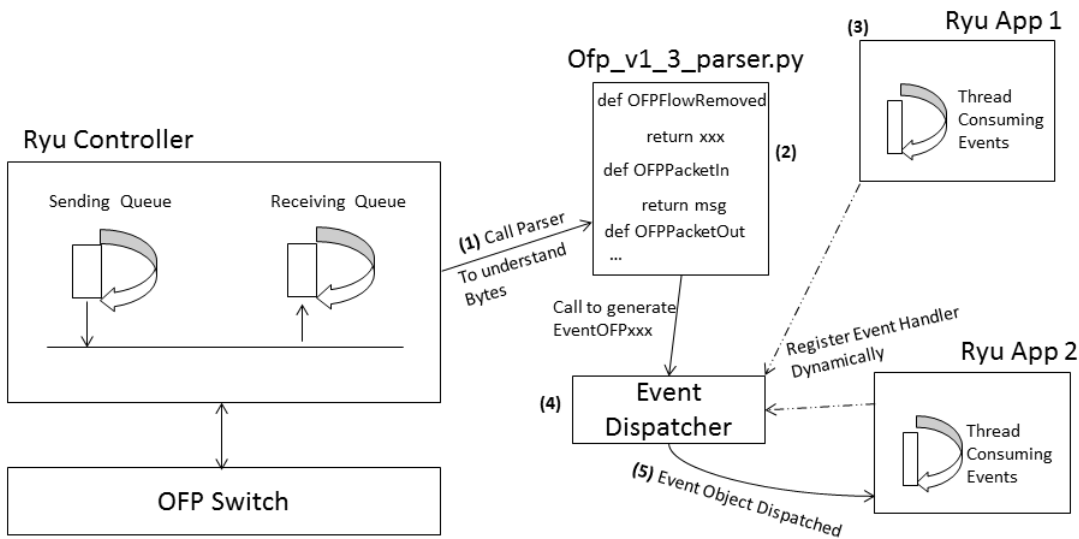 Ryu Controller
Sending Queue
Receiving Queue
OFP Switch
(1) Call Parser
To understand
Bytes
Ofp_v1_3_parser.py
def OFPFlowRemoved
return xxx
def OFPPacketIn
return msg
def OFPPacketOut
...
(2)
Call to generate
EventOFPxxx
(3)
Ryu App 1
Thread
Consuming
Events
Register Event Handler
Dynamically
(4)
Event
Dispatcher
(5) Event Object Dispatched
Ryu App 2
Thread
Consuming
Events